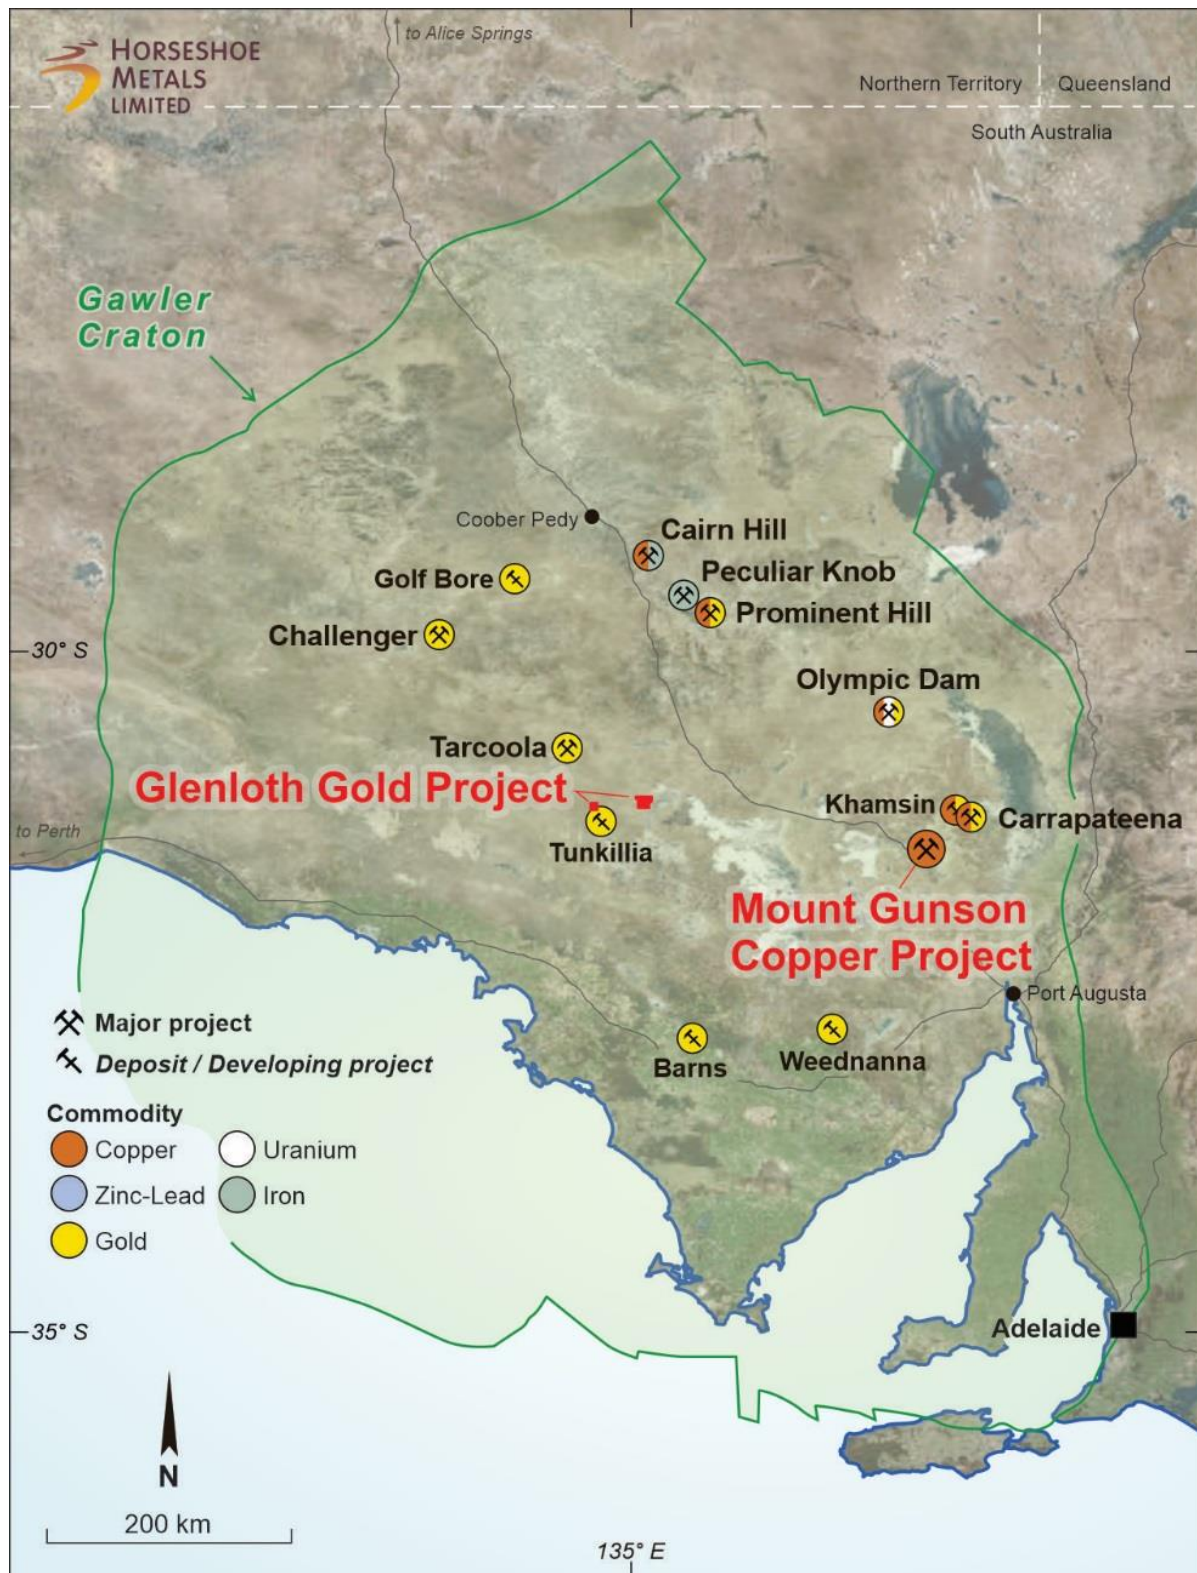 to Alice Springs
HORSESHOE
METALS
LIMITED
Northern Territory
Queensland
South Australia
Gawler
Craton
Coober Pedy
Cairn Hill
Peculiar Knob
Golf Bore
Prominent Hill
Challenger
30° S
Olympic Dam
Tarcoola
Glenloth Gold Project
Khamsin
Carrapateena
to Perth
Tunkillia
Mount Gunson
Copper Project
Port Augusta
Major project
Barns
Weednanna
Deposit / Developing project
Commodity
Copper
Uranium
Zinc-Lead
Iron
Gold
35° S
Adelaide
N
200 km
135° E